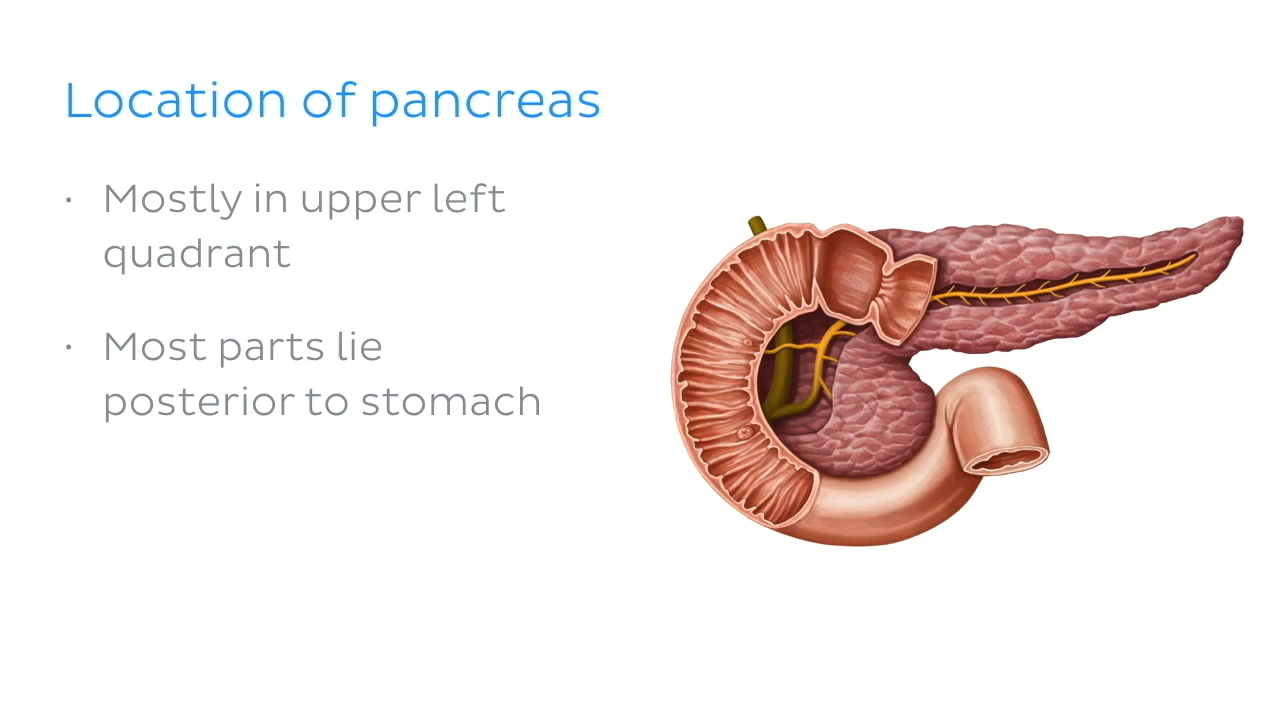 Location of pancreas
· Mostly in upper left
quadrant
· Most parts lie
posterior to stomach